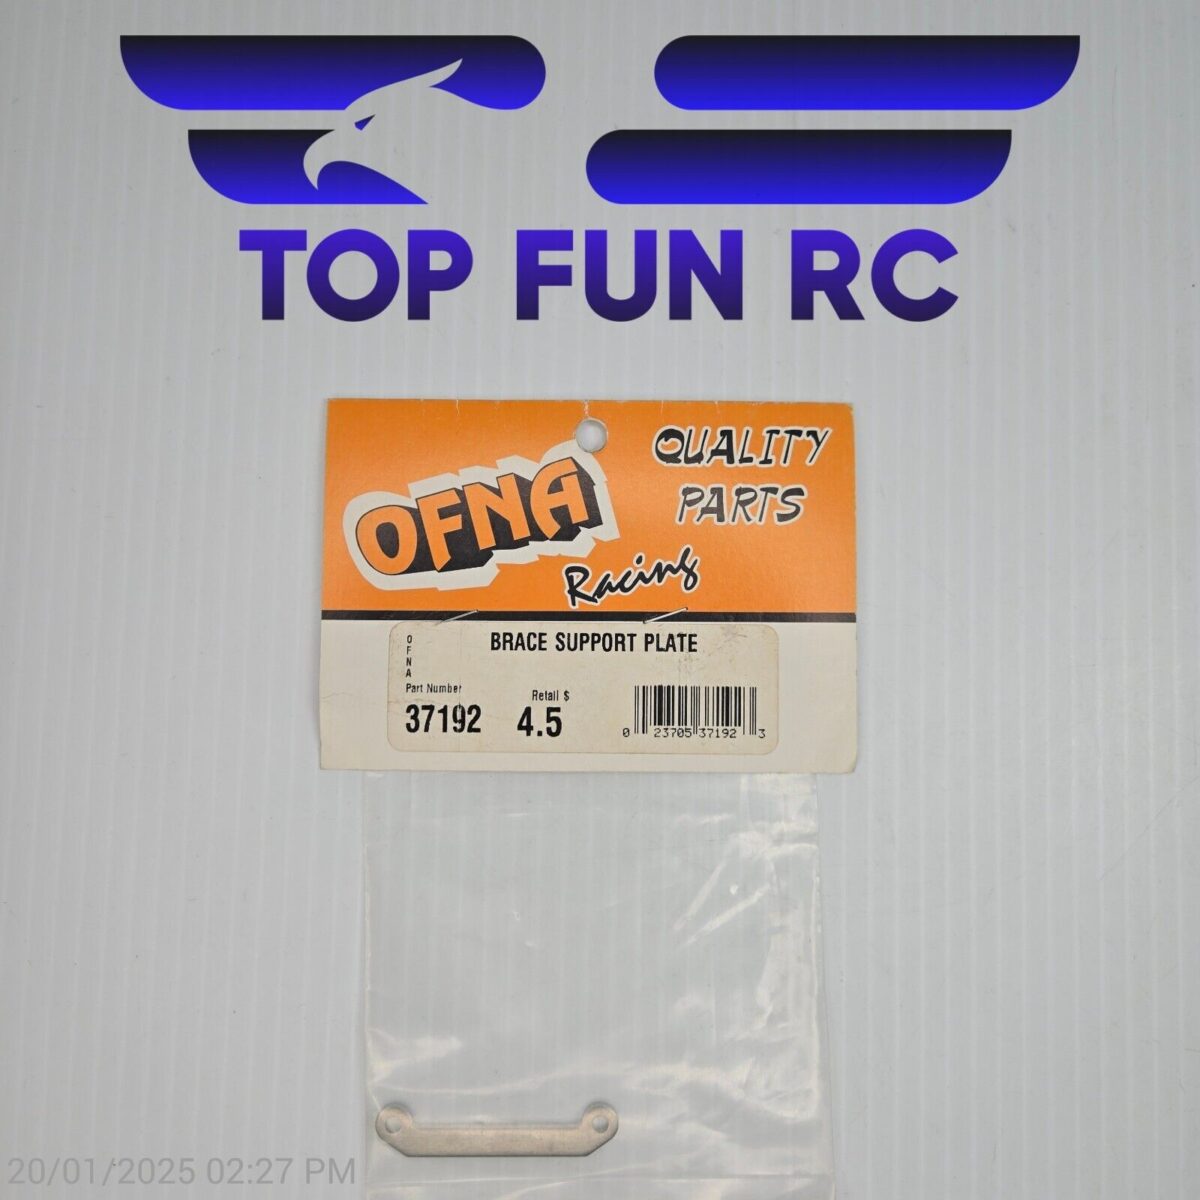 TOP FUN RC
OFNA
Racing
QUALITY
PARTS
OFNA
BRACE SUPPORT PLATE
Part Number
37192
Retail $
4.5
0 23705 37192 3
20/01/2025 02:27 PM